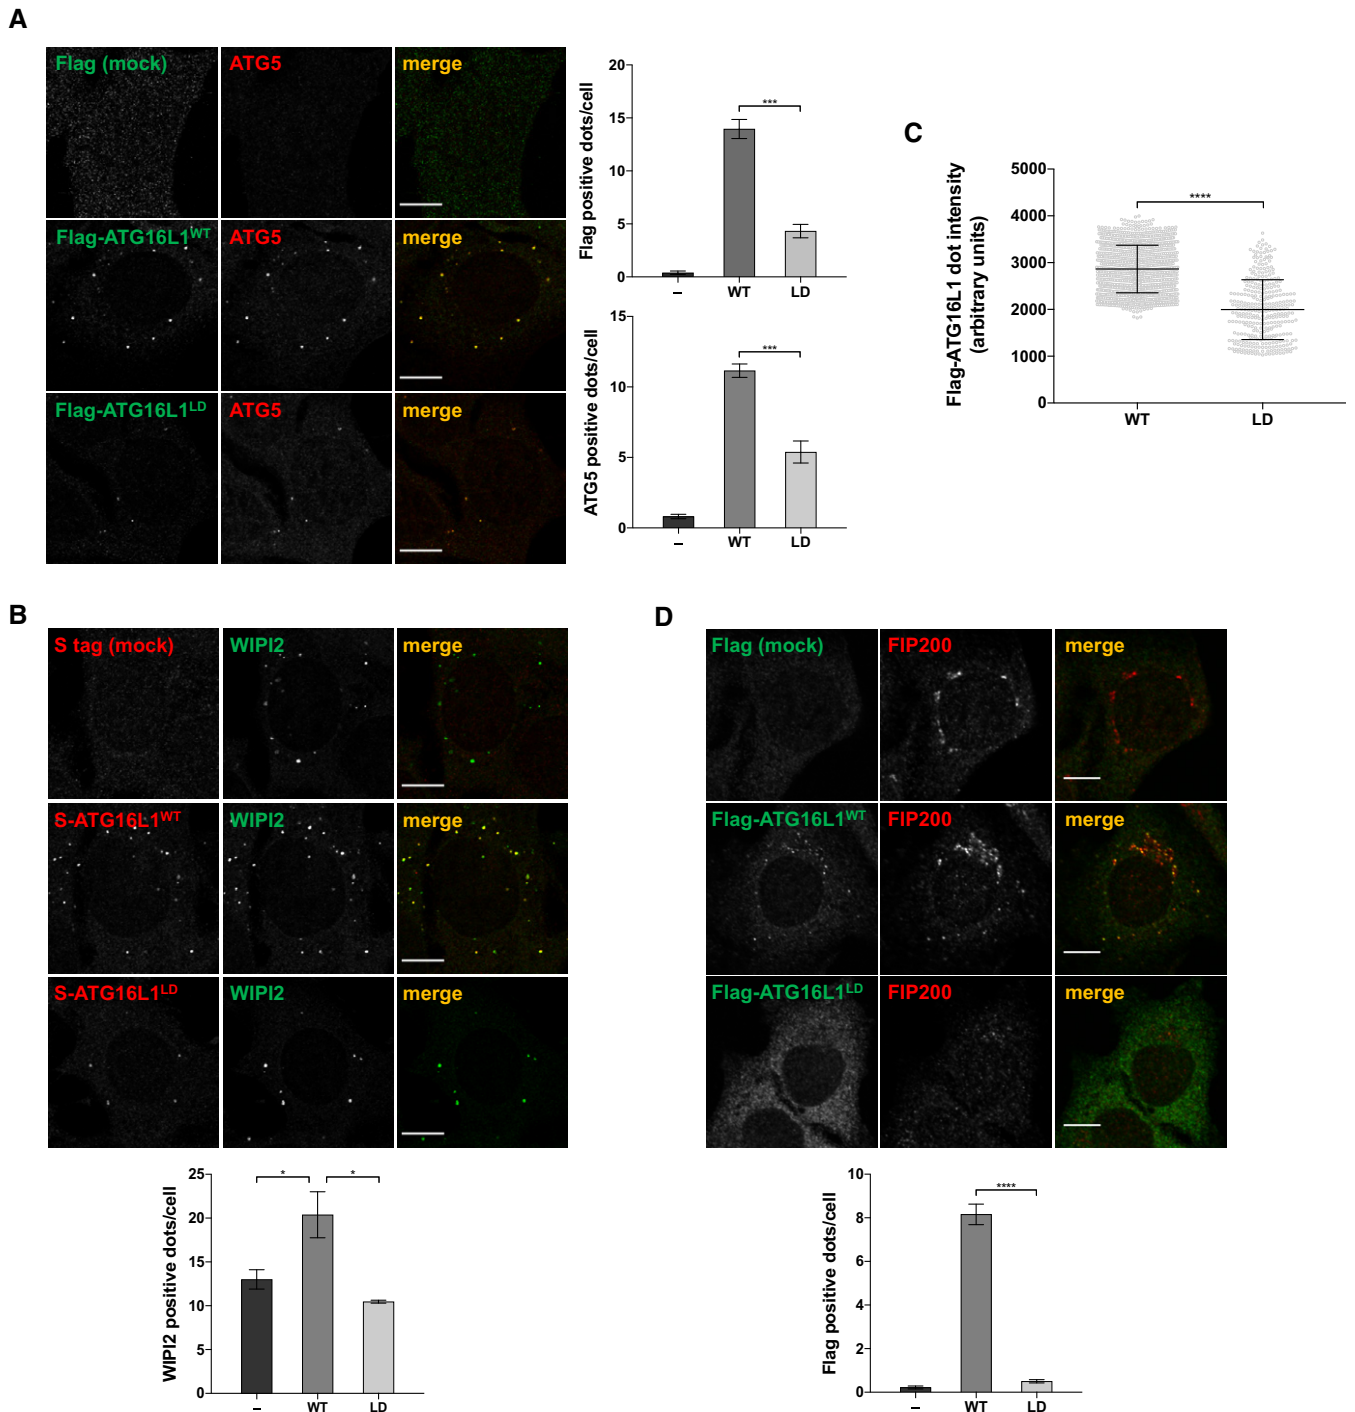 A
Flag (mock) ATG5 merge
Flag-ATG16L1WT ATG5 merge
Flag-ATG16L1LD ATG5 merge
Flag positive dots/cell
20
15
10
5
0
***
– WT LD
ATG5 positive dots/cell
15
10
5
0
***
– WT LD
C
Flag-ATG16L1 dot intensity
(arbitrary units)
5000
4000
3000
2000
1000
0
****
WT LD
B
S tag (mock) WIPI2 merge
S-ATG16L1WT WIPI2 merge
S-ATG16L1LD WIPI2 merge
WIPI2 positive dots/cell
25
20
15
10
5
0
* *
– WT LD
D
Flag (mock) FIP200 merge
Flag-ATG16L1WT FIP200 merge
Flag-ATG16L1LD FIP200 merge
Flag positive dots/cell
10
8
6
4
2
0
****
– WT LD